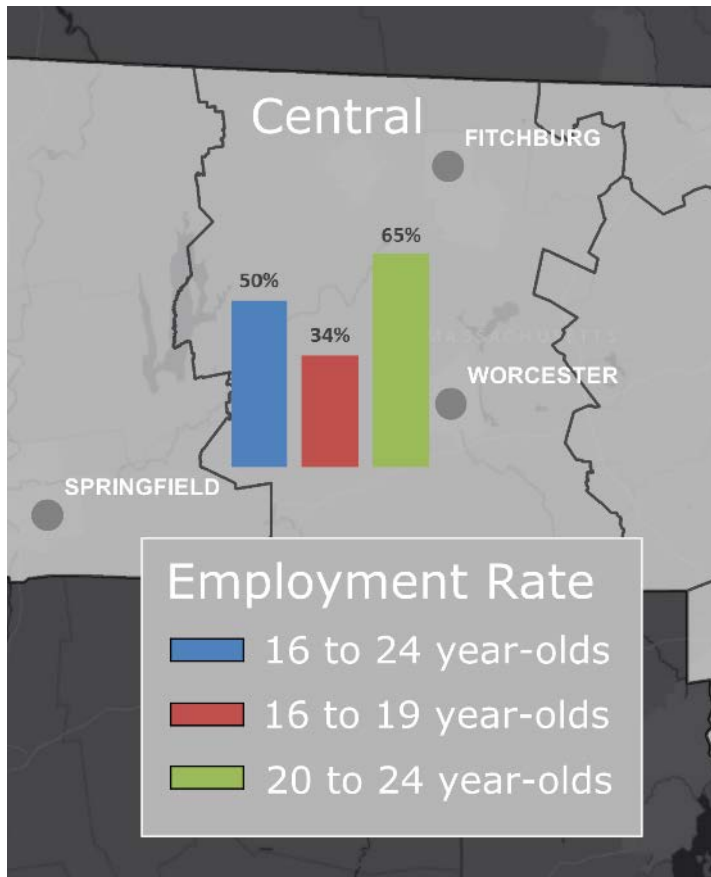 Central
FITCHBURG
65%
50%
34%
MASSACHUSETTS
WORCESTER
SPRINGFIELD
Employment Rate
16 to 24 year-olds
16 to 19 year-olds
20 to 24 year-olds